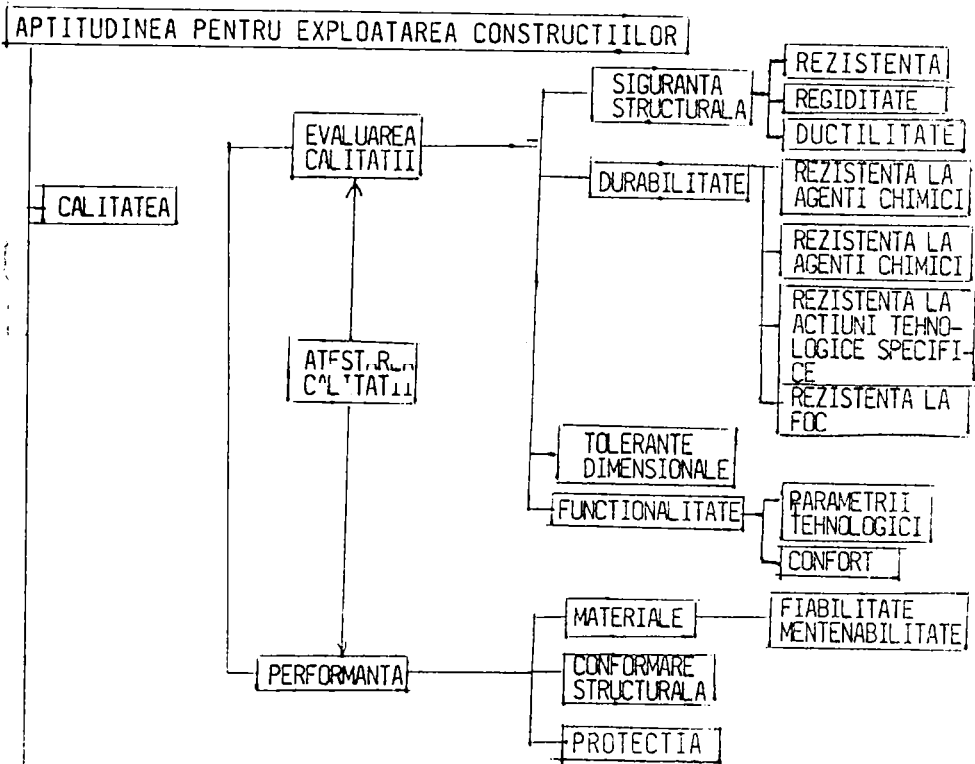 APTITUDINEA PENTRU EXPLOATAREA CONSTRUCTIILOR
CALITATEA
EVALUAREA
CALITATII
CALITATII
PERFORMANTA
SIGURANTA
STRUCTURALA
REZISTENTA
REGIDITATE
DUCTILITATE
DURABILITATE
REZISTENTA LA
AGENTI CHIMICI
REZISTENTA LA
AGENTI CHIMICI
REZISTENTA LA
ACTIUNI TEHNO-
LOGICE SPECIFI-
CE
REZISTENTA LA
FOC
TOLERANTE
DIMENSIONALE
FUNCTIONALITATE
PARAMETRII
TEHNOLOGICI
CONFORT
MATERIALE
FIABILITATE
MENTENABILITATE
CONFORMARE
STRUCTURALA
PROTECTIA